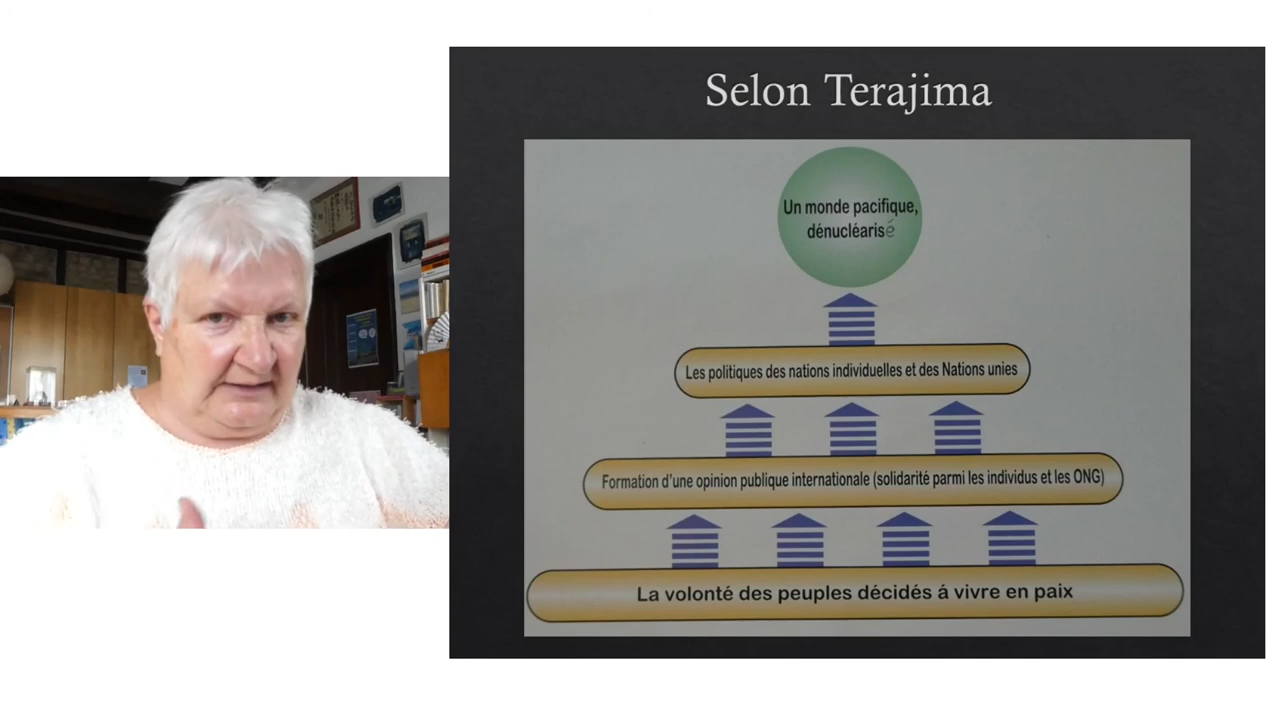 Selon Terajima
Un monde pacifique,
dénucléarisé
Les politiques des nations individuelles et des Nations unies
Formation d'une opinion publique internationale (solidarité parmi les individus et les ONG)
La volonté des peuples décidés á vivre en paix